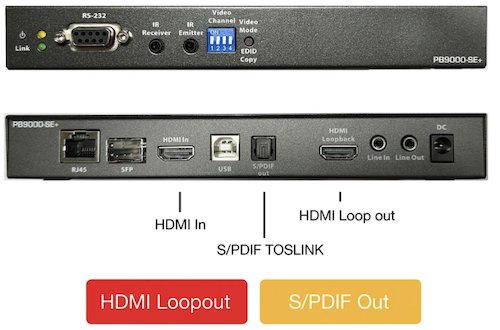 RS-232
IR
Receiver
IR
Emitter
Video
Channel
ON
1 2 3 4
Video
Mode
EDID
Copy
Link
PB9000-SE+
PB9000-SE+
RJ45
SFP
HDMI In
USB
S/PDIF
out
HDMI
Loopback
Line In
Line Out
DC
HDMI In
S/PDIF TOSLINK
HDMI Loop out
HDMI Loopout
S/PDIF Out